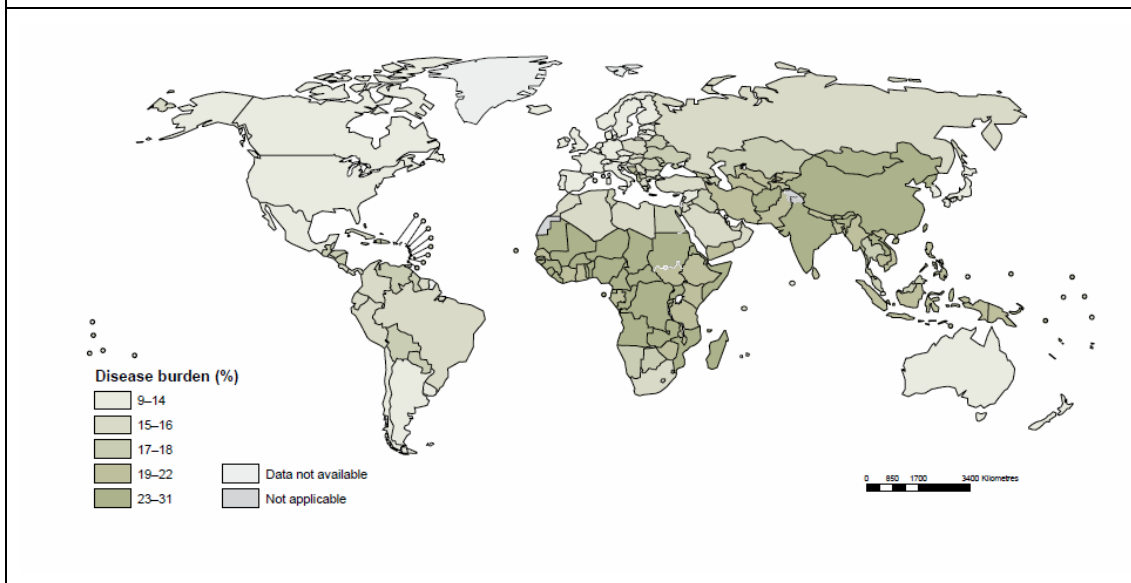 Disease burden (%)
9–14
15–16
17–18
19–22
23–31
Data not available
Not applicable
0 850 1700 3400 Kilometres